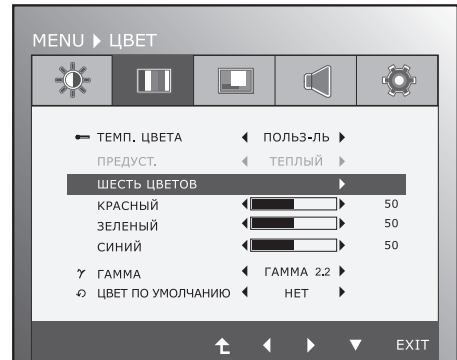 MENU ▶ ЦВЕТ
ТЕМП. ЦВЕТА ◀ ПОЛЬЗ-ЛЬ ▶
ПРЕДУСТ. ◀ ТЕПЛЫЙ ▶
ШЕСТЬ ЦВЕТОВ ▶
КРАСНЫЙ ◀ ▶ 50
ЗЕЛЕНЫЙ ◀ ▶ 50
СИНИЙ ◀ ▶ 50
γ ГАММА ◀ ГАММА 2.2 ▶
ЦВЕТ ПО УМОЛЧАНИЮ ◀ НЕТ ▶
◀ ▶ ▼ EXIT